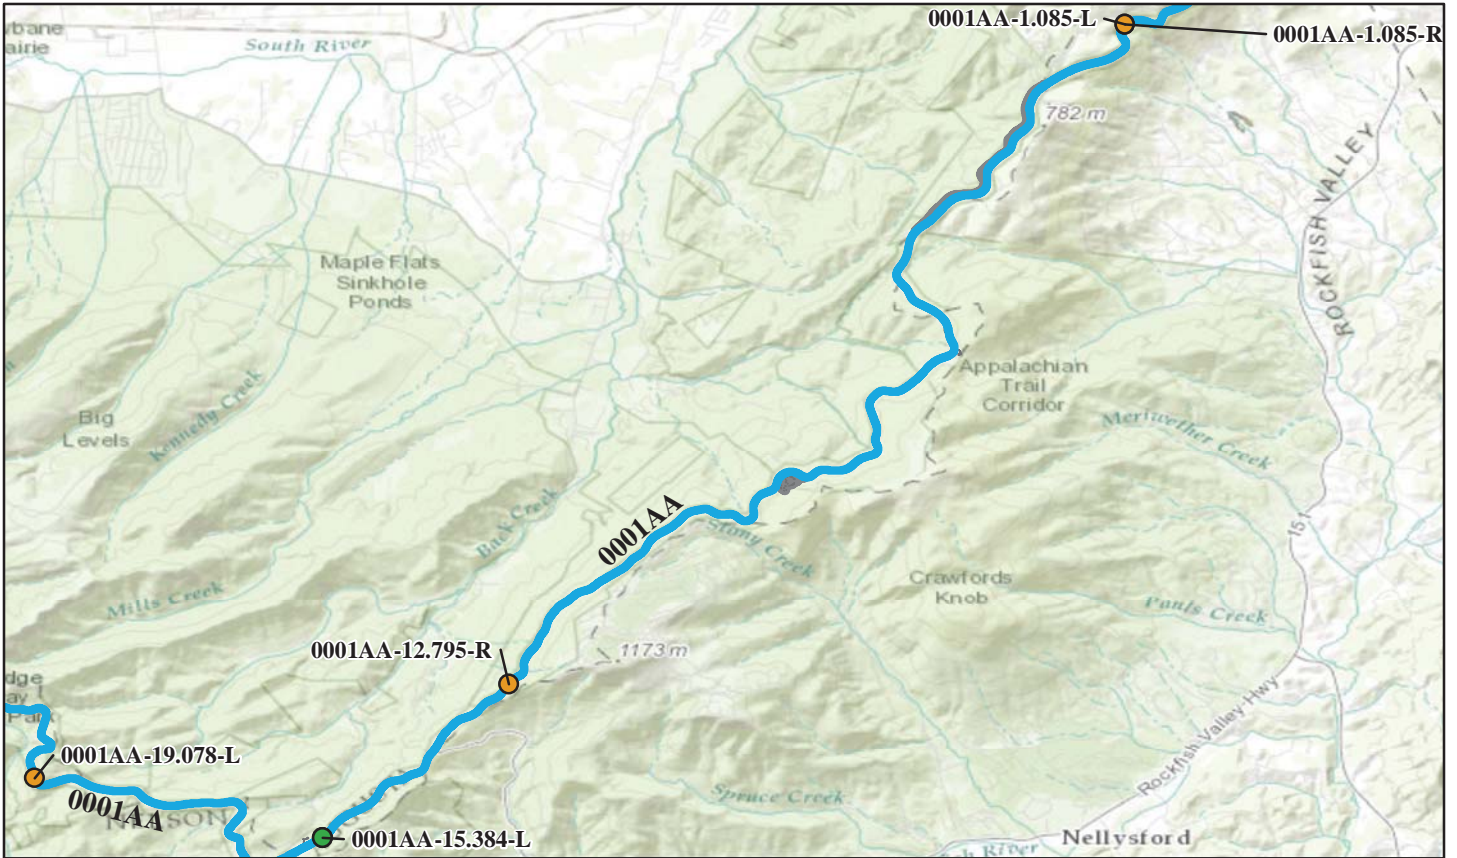 0001AA-1.085-L
0001AA-1.085-R
South River
782 m
ROCKFISH VALLEY
Maple Flats
Sinkhole
Ponds
Appalachian
Trail
Corridor
Big
Levels
Kennedy Creek
Meriwether Creek
Back Creek
0001AA
Stony Creek
151
Crawfords
Knob
Mills Creek
Pauls Creek
0001AA-12.795-R
1173 m
Rockfish Valley Hwy
0001AA-19.078-L
0001AA
Spruce Creek
0001AA-15.384-L
Nellysford
River